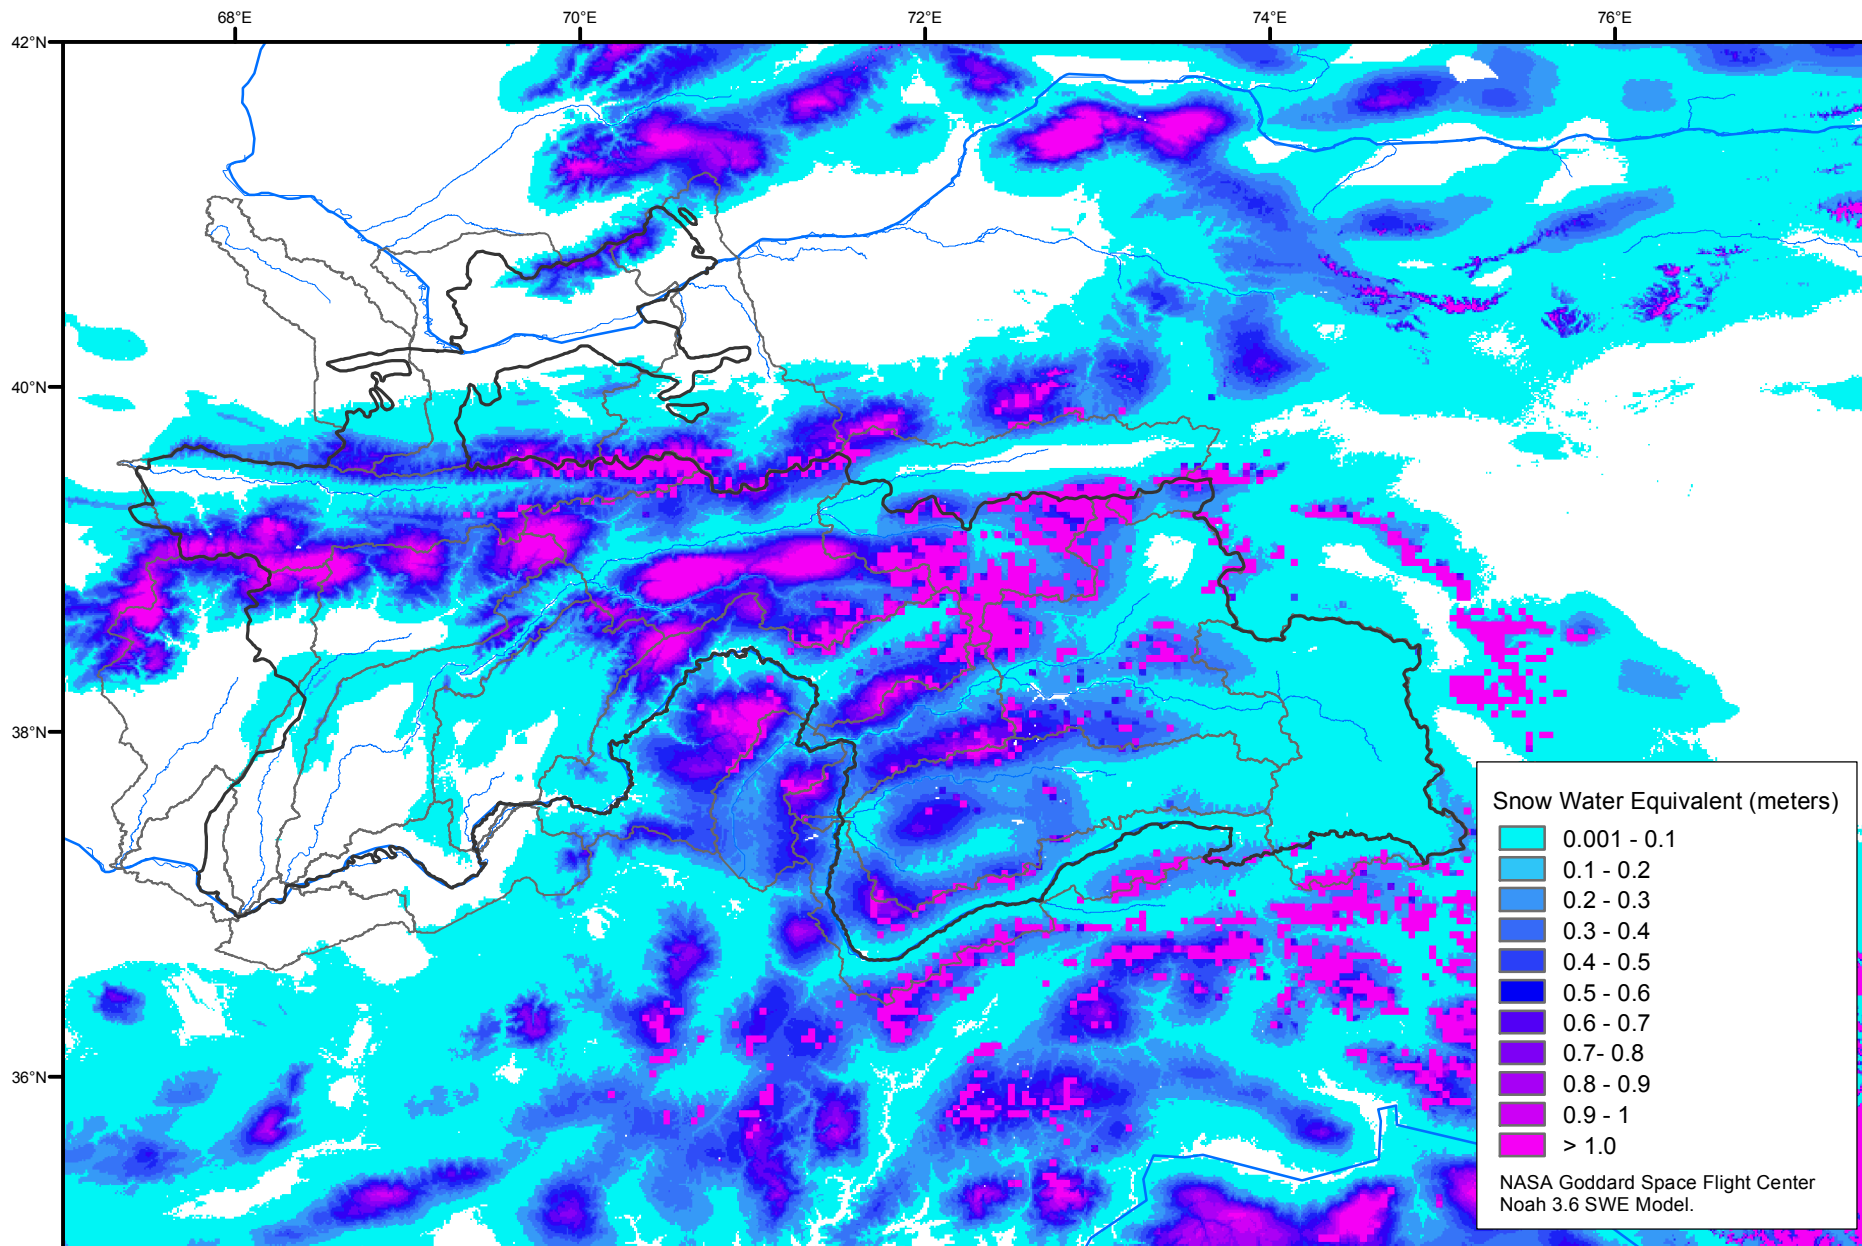 68°E 70°E 72°E 74°E 76°E
42°N
40°N
38°N
36°N
Snow Water Equivalent (meters)
0.001 - 0.1
0.1 - 0.2
0.2 - 0.3
0.3 - 0.4
0.4 - 0.5
0.5 - 0.6
0.6 - 0.7
0.7- 0.8
0.8 - 0.9
0.9 - 1
> 1.0
NASA Goddard Space Flight Center
Noah 3.6 SWE Model.